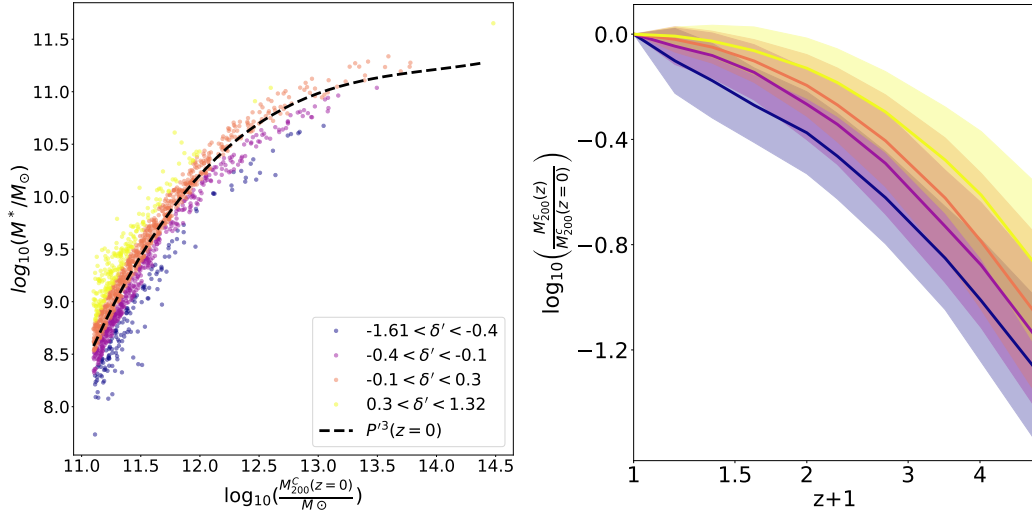 11.5
11.0
10.5
10.0
9.5
9.0
8.5
8.0
log₁₀(M*/M⊙)
-1.61 < δ′ < -0.4
-0.4 < δ′ < -0.1
-0.1 < δ′ < 0.3
0.3 < δ′ < 1.32
P′³(z = 0)
11.0 11.5 12.0 12.5 13.0 13.5 14.0 14.5
log₁₀(M^C_200(z=0)/M⊙)
0.0
−0.4
−0.8
−1.2
log₁₀(M^c_200(z)/M^c_200(z=0))
1 1.5 2 3 4
z+1